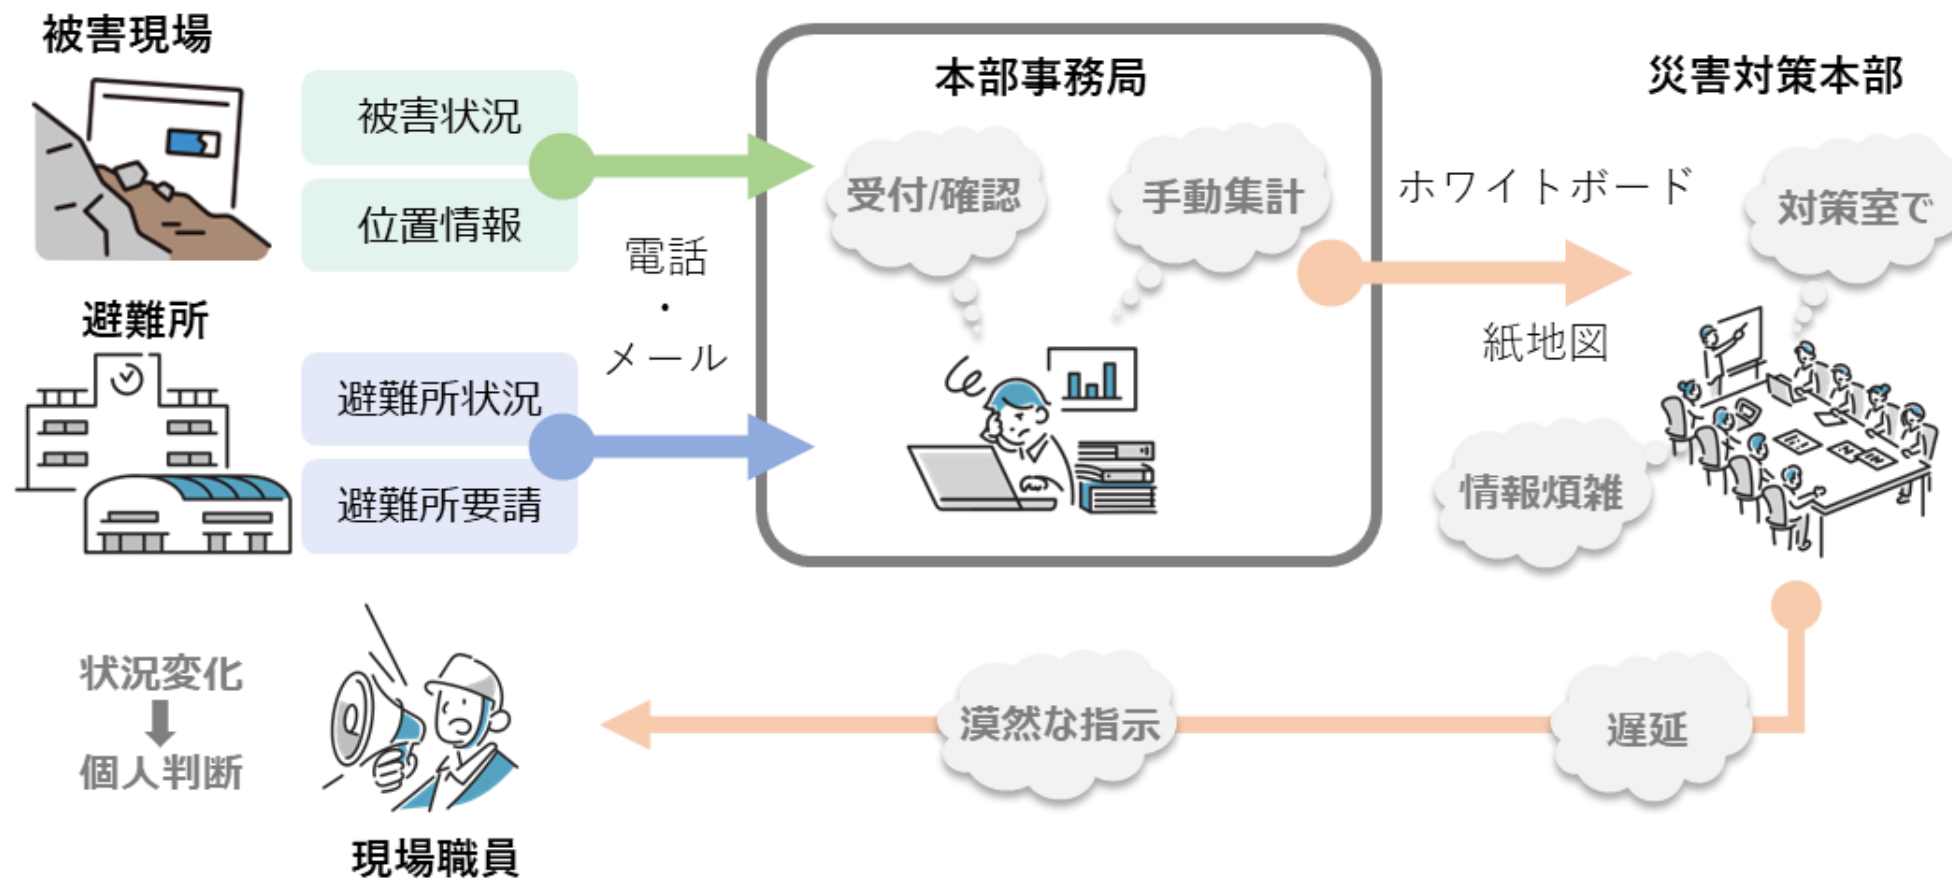 被害現場
被害状況
位置情報
避難所
避難所状況
避難所要請
電話
・
メール
本部事務局
受付/確認
手動集計
ホワイトボード
紙地図
災害対策本部
対策室で
情報煩雑
遅延
漠然な指示
状況変化
個人判断
現場職員